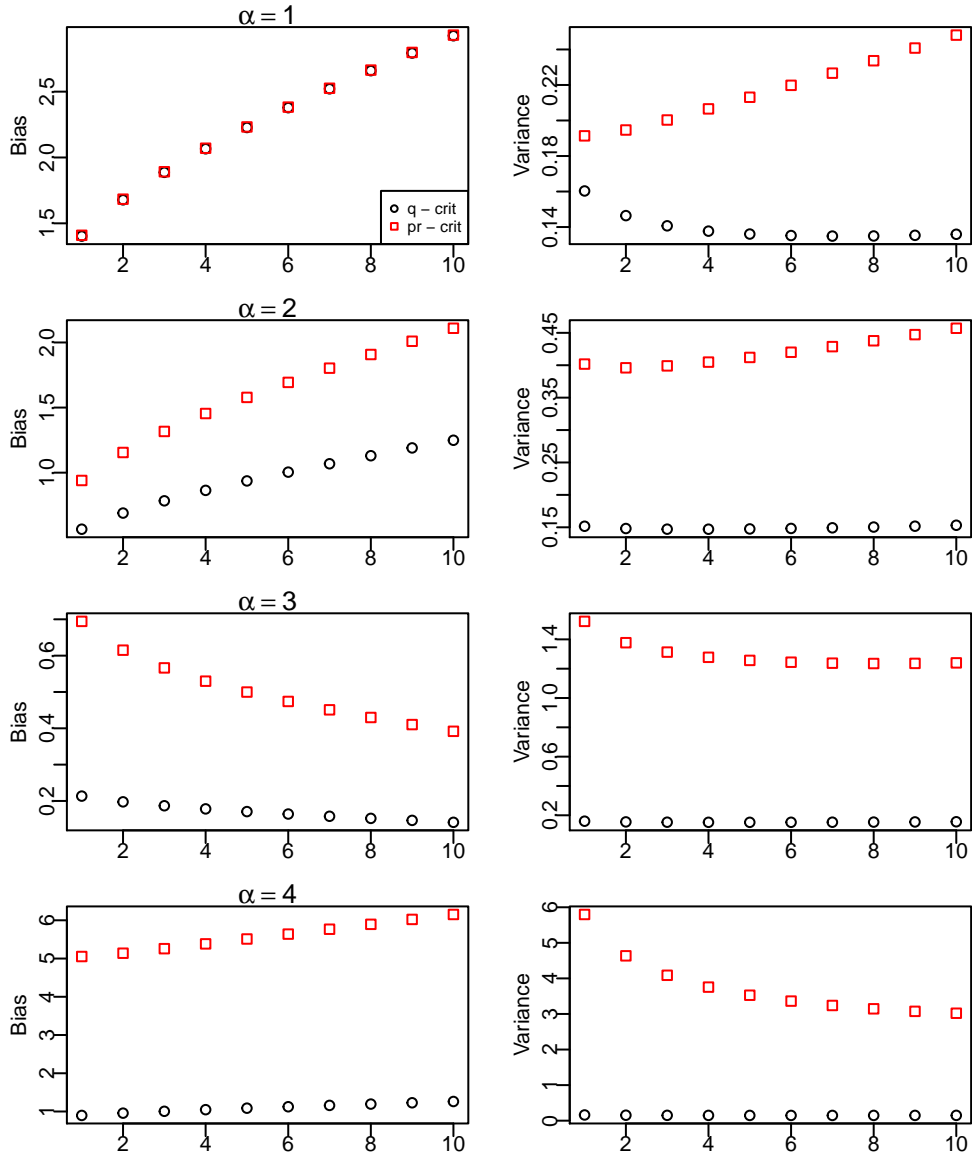 α = 1
Bias
1.5 2.0 2.5
q − crit
pr − crit
2 4 6 8 10
Variance
0.14 0.18 0.22
2 4 6 8 10
α = 2
Bias
1.0 1.5 2.0
2 4 6 8 10
Variance
0.15 0.25 0.35 0.45
2 4 6 8 10
α = 3
Bias
0.2 0.4 0.6
2 4 6 8 10
Variance
0.2 0.6 1.0 1.4
2 4 6 8 10
α = 4
Bias
1 2 3 4 5 6
2 4 6 8 10
Variance
0 1 2 3 4 5 6
2 4 6 8 10